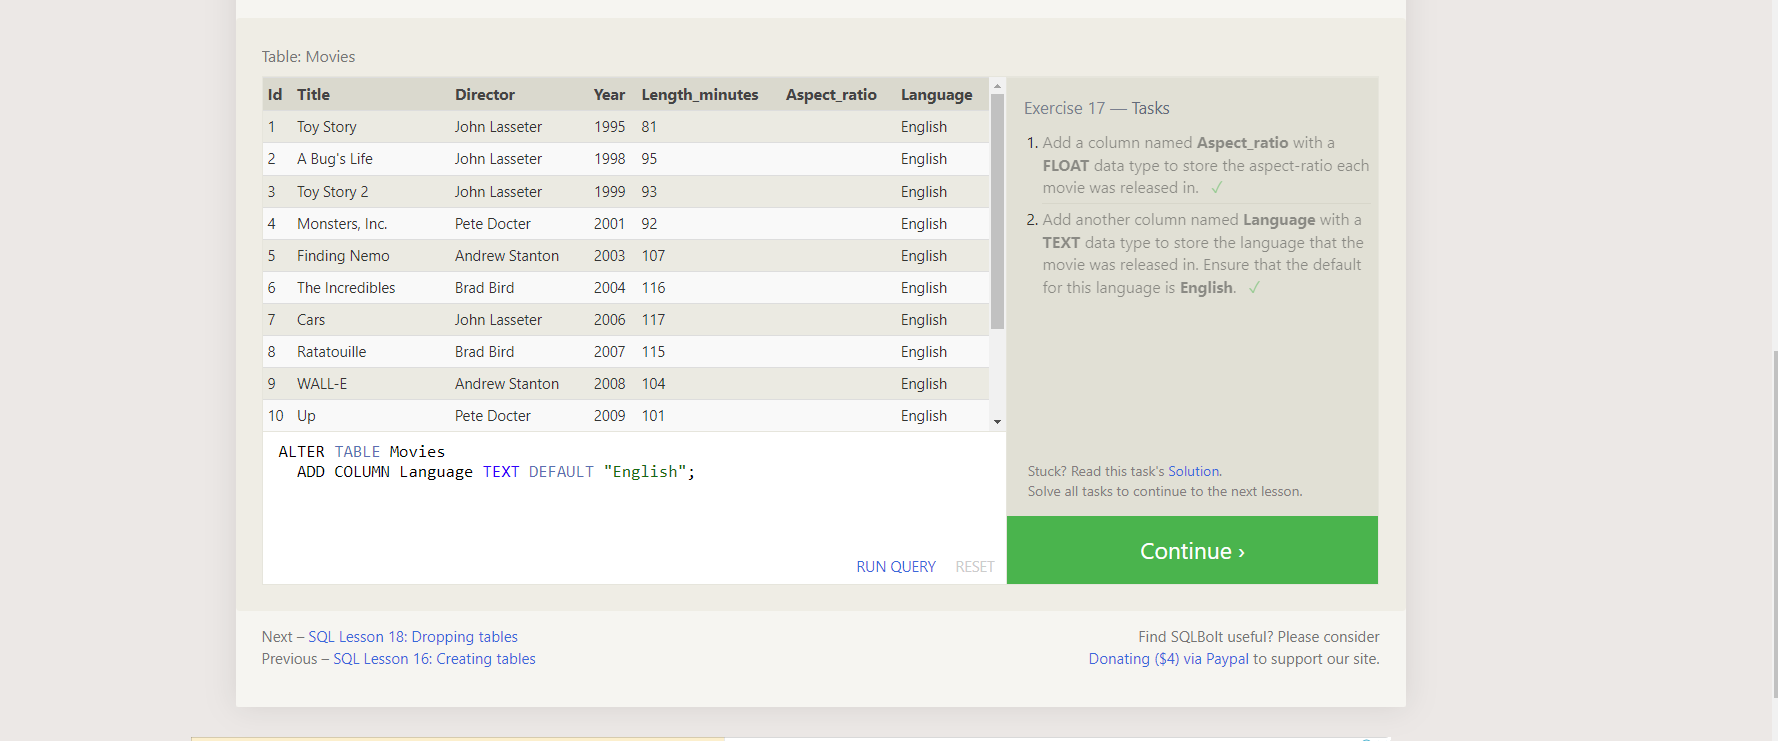 Table: Movies
Id Title Director Year Length_minutes Aspect_ratio Language
1 Toy Story John Lasseter 1995 81 English
2 A Bug's Life John Lasseter 1998 95 English
3 Toy Story 2 John Lasseter 1999 93 English
4 Monsters, Inc. Pete Docter 2001 92 English
5 Finding Nemo Andrew Stanton 2003 107 English
6 The Incredibles Brad Bird 2004 116 English
7 Cars John Lasseter 2006 117 English
8 Ratatouille Brad Bird 2007 115 English
9 WALL-E Andrew Stanton 2008 104 English
10 Up Pete Docter 2009 101 English
ALTER TABLE Movies
ADD COLUMN Language TEXT DEFAULT "English";
RUN QUERY RESET
Exercise 17 — Tasks
1. Add a column named Aspect_ratio with a
FLOAT data type to store the aspect-ratio each
movie was released in. ✓
2. Add another column named Language with a
TEXT data type to store the language that the
movie was released in. Ensure that the default
for this language is English. ✓
Stuck? Read this task's Solution.
Solve all tasks to continue to the next lesson.
Continue ›
Next – SQL Lesson 18: Dropping tables
Previous – SQL Lesson 16: Creating tables
Find SQLBolt useful? Please consider
Donating ($4) via Paypal to support our site.